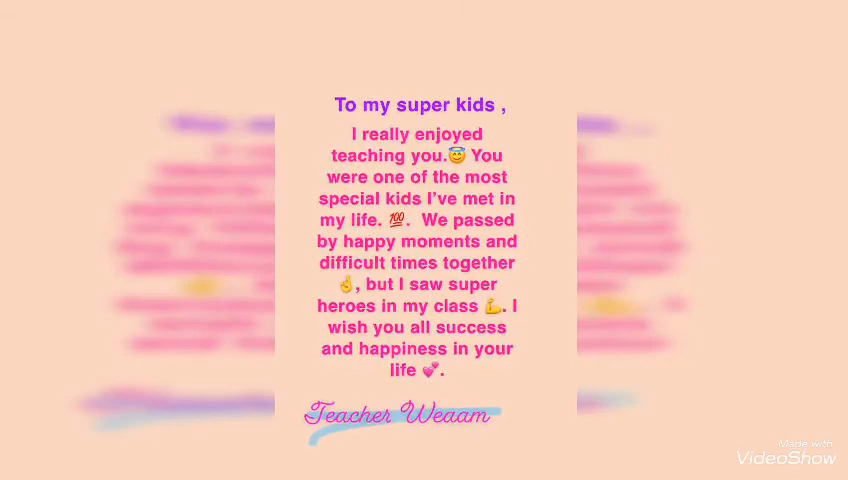 To my super kids ,
I really enjoyed
teaching you.😇 You
were one of the most
special kids I've met in
my life. 💯.  We passed
by happy moments and
difficult times together
🤞, but I saw super
heroes in my class 💪. I
wish you all success
and happiness in your
life 💕.
Teacher Weaam
Made with
VideoShow